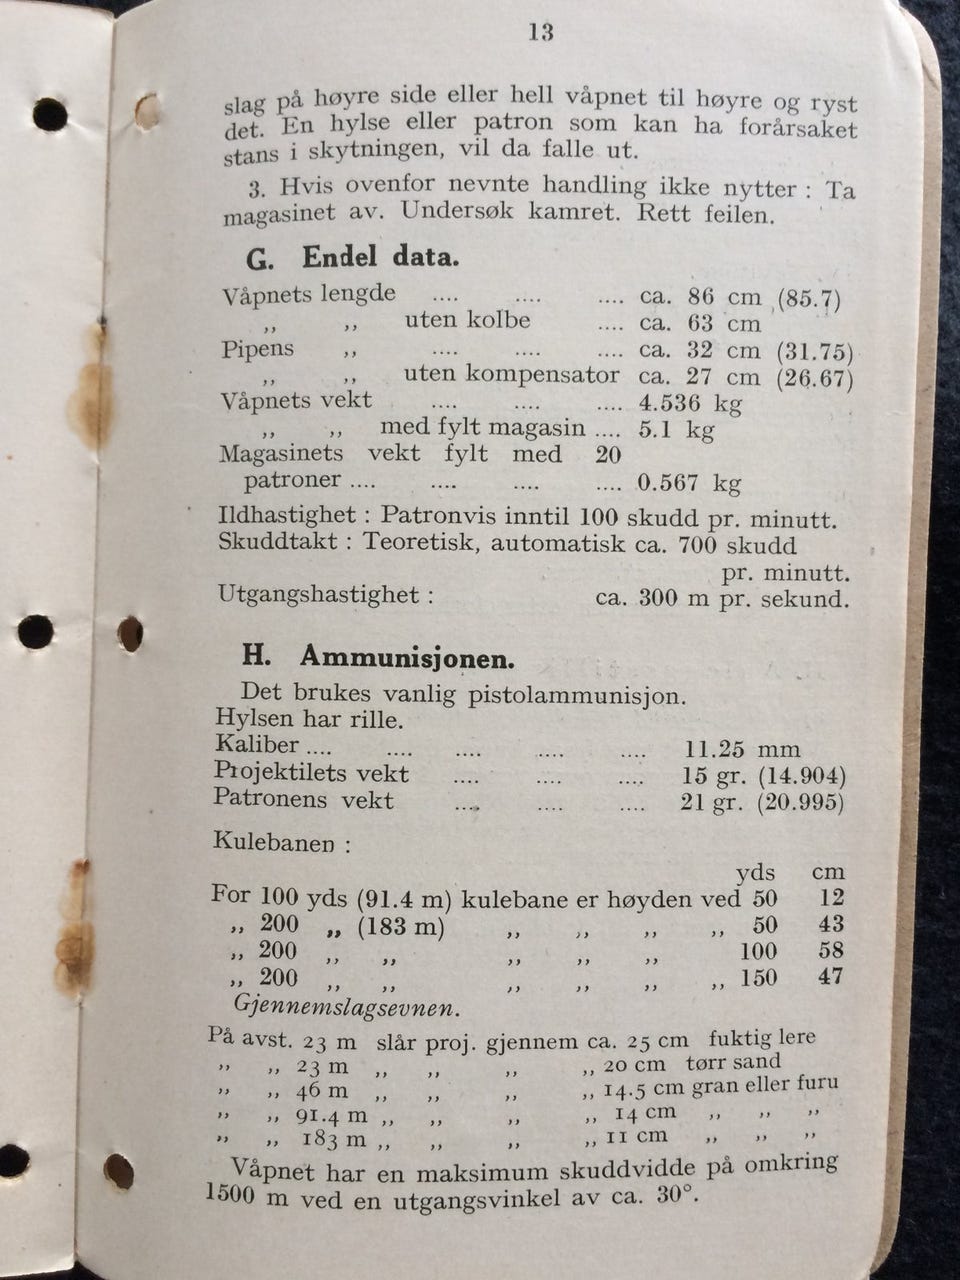 13
slag på høyre side eller hell våpnet til høyre og ryst
det. En hylse eller patron som kan ha forårsaket
stans i skytningen, vil da falle ut.
3. Hvis ovenfor nevnte handling ikke nytter : Ta
magasinet av. Undersøk kamret. Rett feilen.
G. Endel data.
Våpnets lengde .... .... .... ca. 86 cm (85.7)
,, ,, uten kolbe .... ca. 63 cm
Pipens ,, .... .... .... ca. 32 cm (31.75)
,, ,, uten kompensator ca. 27 cm (26.67)
Våpnets vekt .... .... .... 4.536 kg
,, ,, med fylt magasin .... 5.1 kg
Magasinets vekt fylt med 20
patroner .... .... .... .... 0.567 kg
Ildhastighet : Patronvis inntil 100 skudd pr. minutt.
Skuddtakt : Teoretisk, automatisk ca. 700 skudd
pr. minutt.
Utgangshastighet : ca. 300 m pr. sekund.
H. Ammunisjonen.
Det brukes vanlig pistolammunisjon.
Hylsen har rille.
Kaliber .... .... .... .... .... 11.25 mm
Projektilets vekt .... .... .... 15 gr. (14.904)
Patronens vekt .... .... .... 21 gr. (20.995)
Kulebanen :
yds cm
For 100 yds (91.4 m) kulebane er høyden ved 50 12
,, 200 ,, (183 m) ,, ,, ,, ,, 50 43
,, 200 ,, ,, ,, ,, ,, 100 58
,, 200 ,, ,, ,, ,, ,, ,, 150 47
Gjennemslagsevnen.
På avst. 23 m slår proj. gjennem ca. 25 cm fuktig lere
,, ,, 23 m ,, ,, ,, ,, 20 cm tørr sand
,, ,, 46 m ,, ,, ,, ,, 14.5 cm gran eller furu
,, ,, 91.4 m ,, ,, ,, ,, 14 cm ,, ,, ,,
,, ,, 183 m ,, ,, ,, ,, 11 cm ,, ,, ,,
Våpnet har en maksimum skuddvidde på omkring
1500 m ved en utgangsvinkel av ca. 30°.